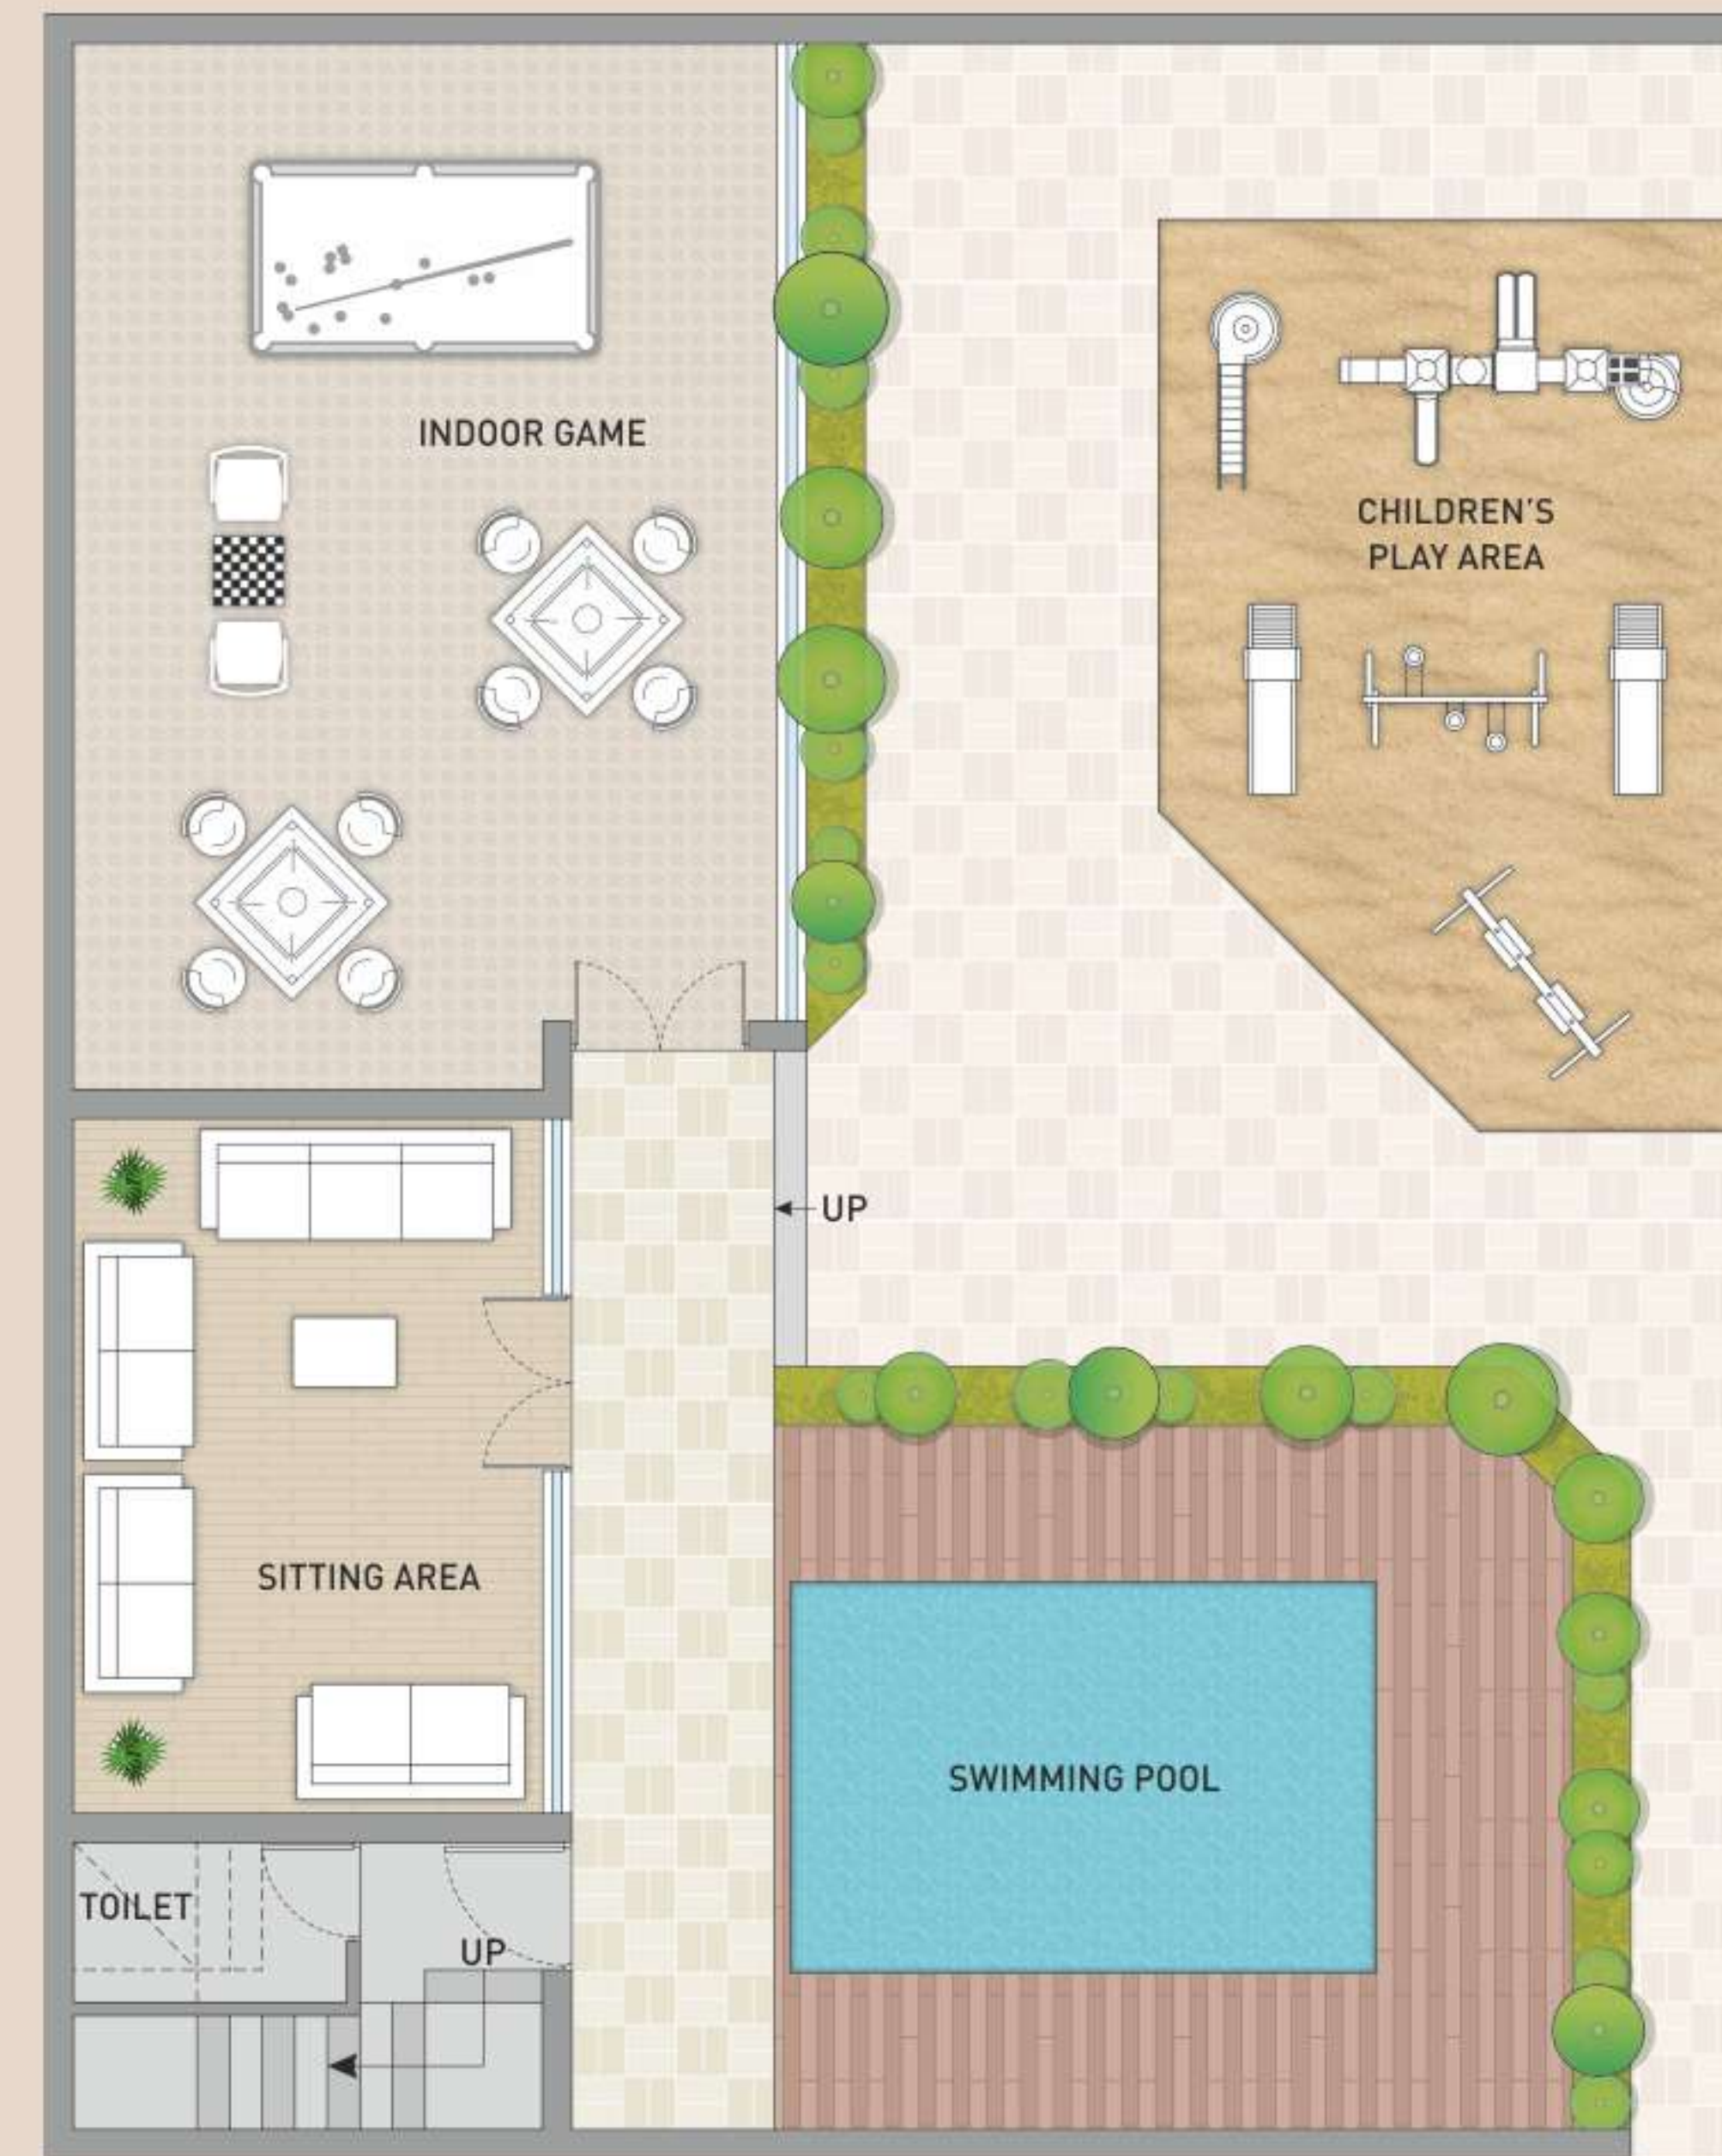 INDOOR GAME
CHILDREN'S
PLAY AREA
UP
SITTING AREA
SWIMMING POOL
TOILET
UP